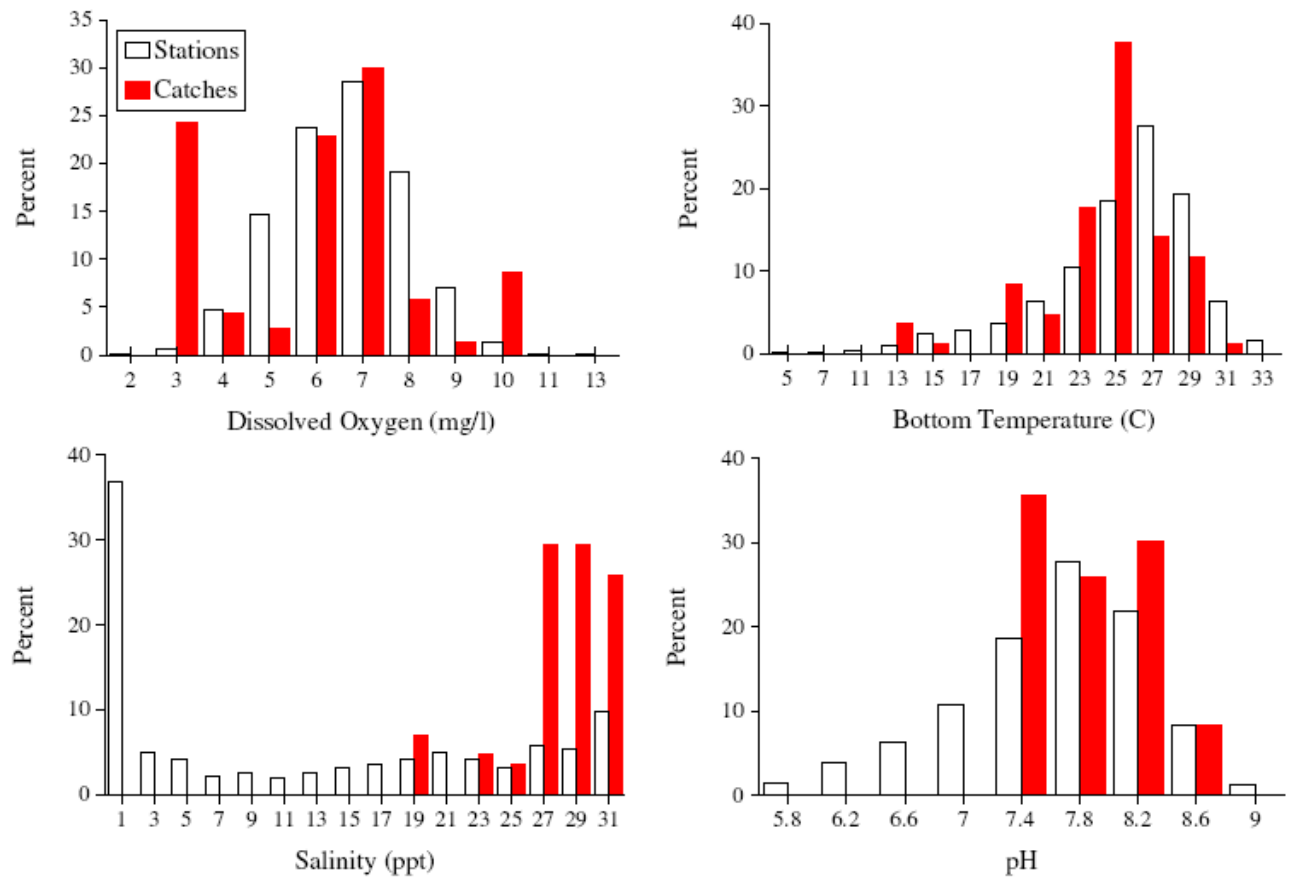 35
30
25
20
15
10
5
0
Percent
Stations
Catches
2 3 4 5 6 7 8 9 10 11 13
Dissolved Oxygen (mg/l)
40
30
20
10
0
Percent
5 7 11 13 15 17 19 21 23 25 27 29 31 33
Bottom Temperature (C)
40
30
20
10
0
Percent
1 3 5 7 9 11 13 15 17 19 21 23 25 27 29 31
Salinity (ppt)
40
30
20
10
0
Percent
5.8 6.2 6.6 7 7.4 7.8 8.2 8.6 9
pH